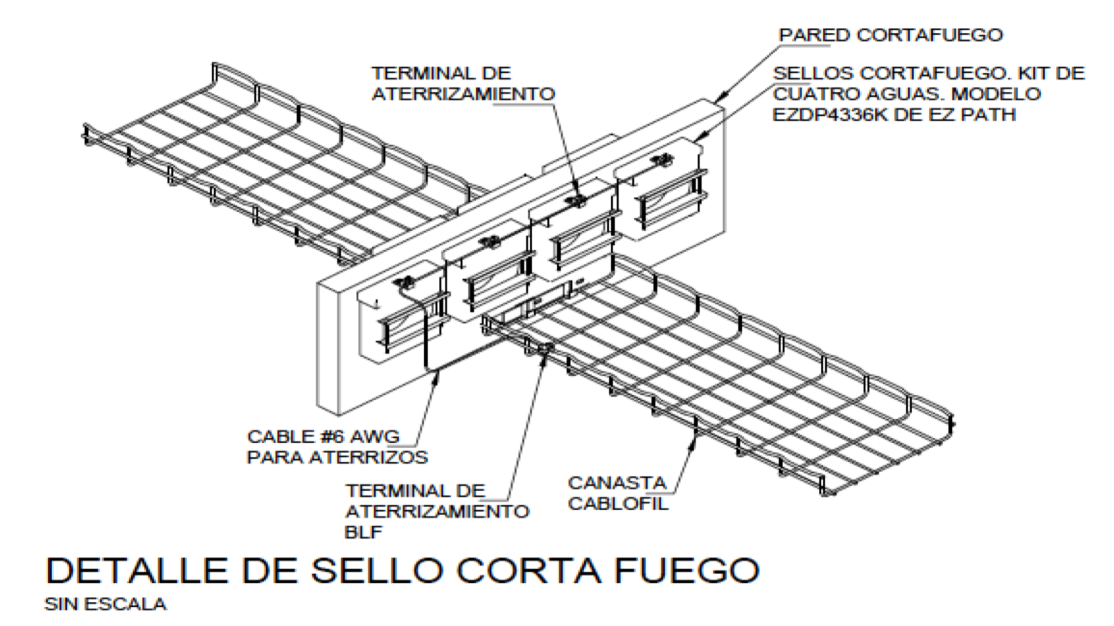 PARED CORTAFUEGO
TERMINAL DE
ATERRIZAMIENTO
SELLOS CORTAFUEGO. KIT DE
CUATRO AGUAS. MODELO
EZDP4336K DE EZ PATH
CABLE #6 AWG
PARA ATERRIZOS
TERMINAL DE
ATERRIZAMIENTO
BLF
CANASTA
CABLOFIL
DETALLE DE SELLO CORTA FUEGO
SIN ESCALA